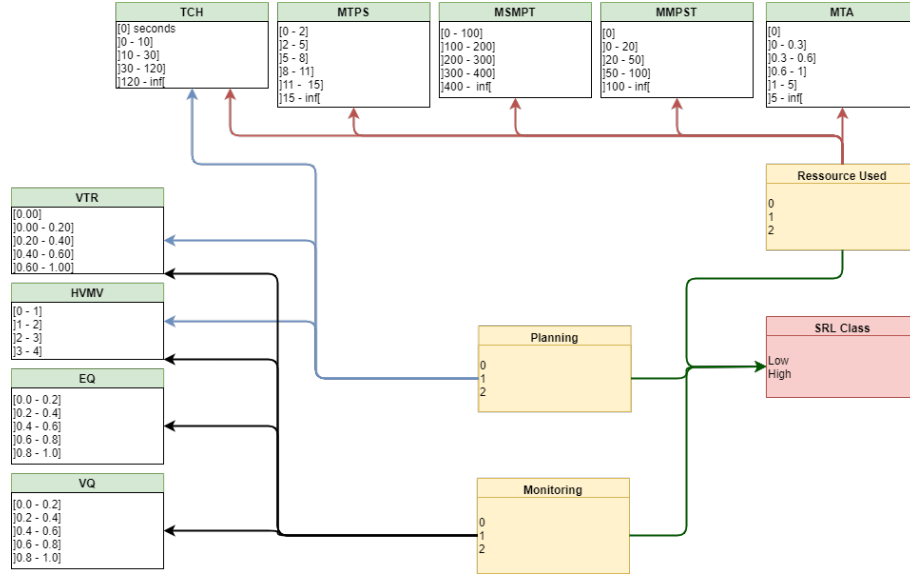 TCH
[0] seconds
]0 - 10]
]10 - 30]
]30 - 120]
]120 - inf[
MTPS
[0 - 2]
]2 - 5]
]5 - 8]
]8 - 11]
]11 -  15]
]15 - inf[
MSMPT
[0 - 100]
]100 - 200]
]200 - 300]
]300 - 400]
]400 -  inf[
MMPST
[0]
]0 - 20]
]20 - 50]
]50 - 100]
]100 - inf[
MTA
[0]
]0 - 0.3]
]0.3 - 0.6]
]0.6 - 1]
]1 - 5]
]5 - inf[
Ressource Used
0
1
2
VTR
[0.00]
]0.00 - 0.20]
]0.20 - 0.40]
]0.40 - 0.60]
]0.60 - 1.00]
HVMV
[0 - 1]
]1 - 2]
]2 - 3]
]3 - 4]
Planning
0
1
2
SRL Class
Low
High
EQ
[0.0 - 0.2]
]0.2 - 0.4]
]0.4 - 0.6]
]0.6 - 0.8]
]0.8 - 1.0]
VQ
[0.0 - 0.2]
]0.2 - 0.4]
]0.4 - 0.6]
]0.6 - 0.8]
]0.8 - 1.0]
Monitoring
0
1
2